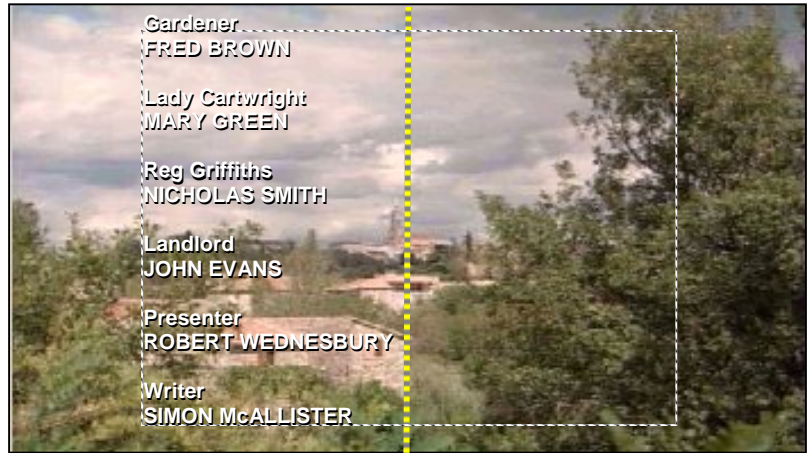 Gardener
FRED BROWN
Lady Cartwright
MARY GREEN
Reg Griffiths
NICHOLAS SMITH
Landlord
JOHN EVANS
Presenter
ROBERT WEDNESBURY
Writer
SIMON McALLISTER